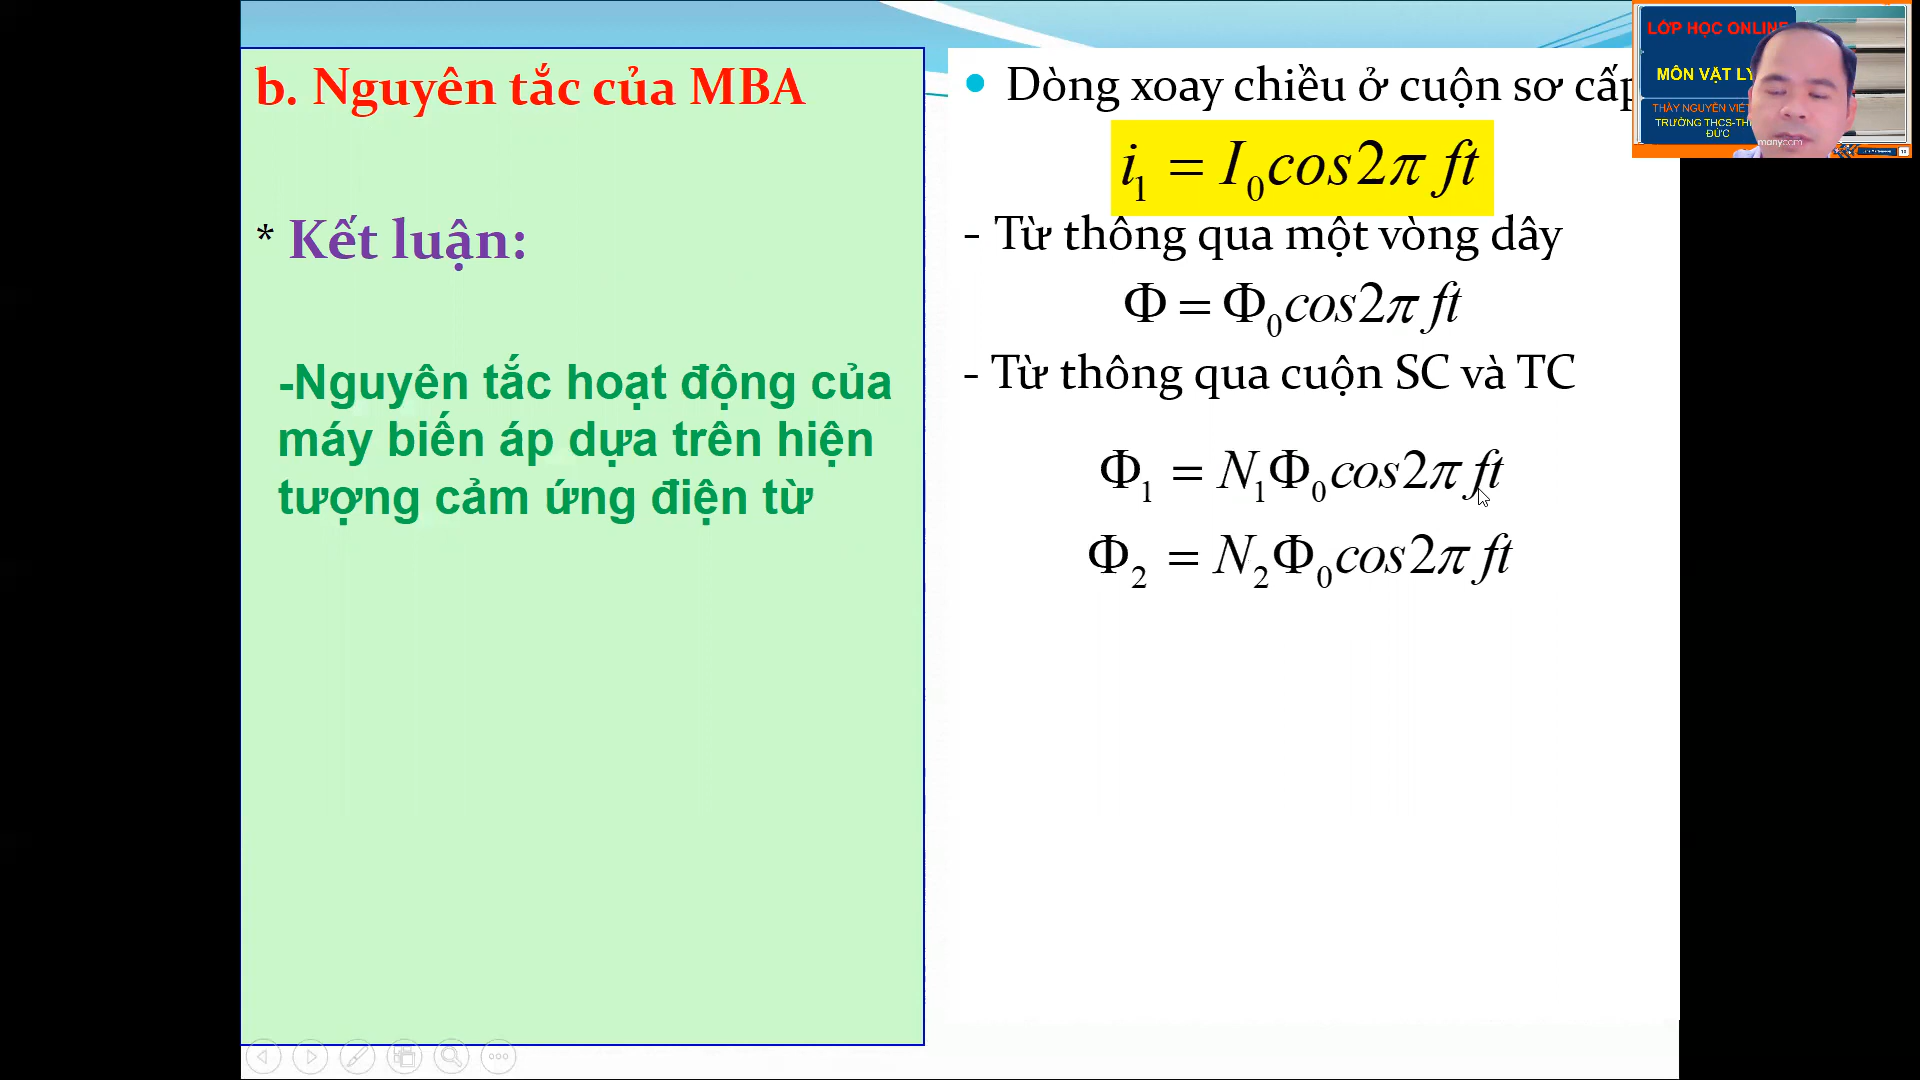 b. Nguyên tắc của MBA
* Kết luận:
-Nguyên tắc hoạt động của
máy biến áp dựa trên hiện
tượng cảm ứng điện từ
• Dòng xoay chiều ở cuộn sơ cấp
i₁ = I₀cos2π ft
- Từ thông qua một vòng dây
Φ = Φ₀cos2π ft
- Từ thông qua cuộn SC và TC
Φ₁ = N₁Φ₀cos2π ft
Φ₂ = N₂Φ₀cos2π ft
LỚP HỌC ONLINE
MÔN VẬT LÝ
THẦY NGUYỄN VIẾT
TRƯỜNG THCS-TH
ĐỨC
manycam